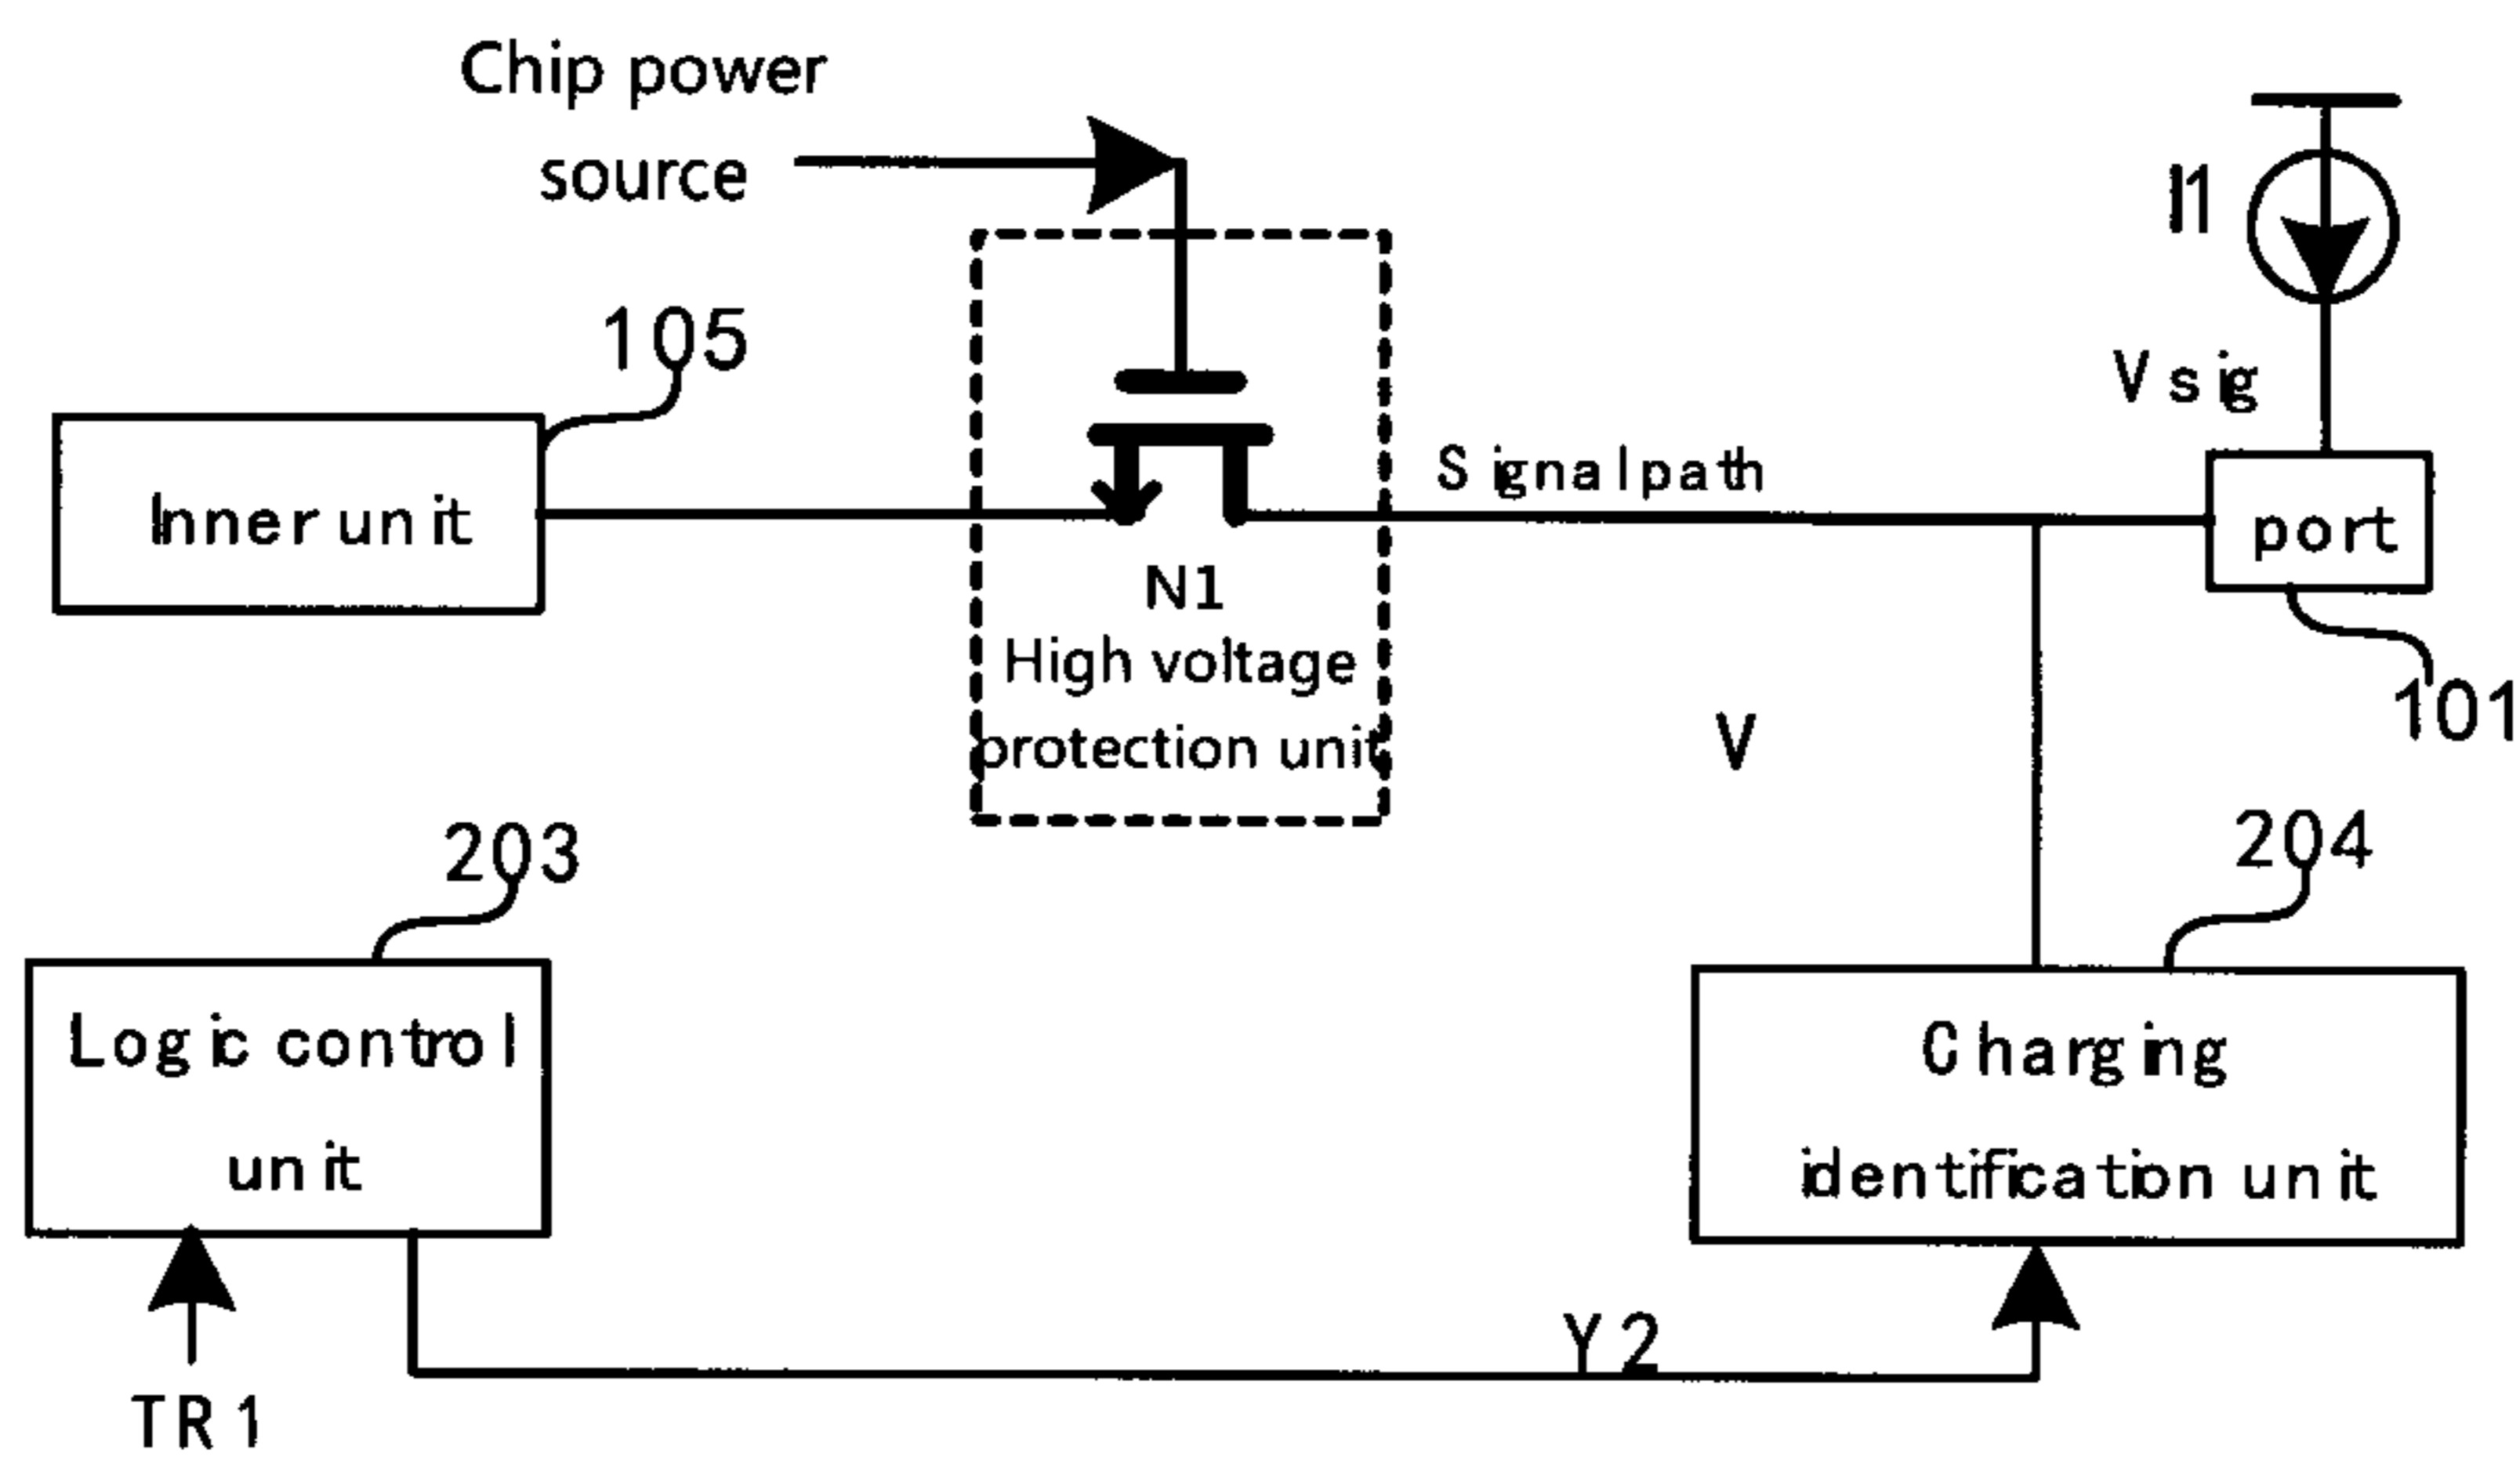 Chip power
source
I1
105
Vsig
Inner unit
Signal path
port
N1
High voltage
protection unit
V
101
203
204
Logic control
unit
Charging
identification unit
Y2
TR1